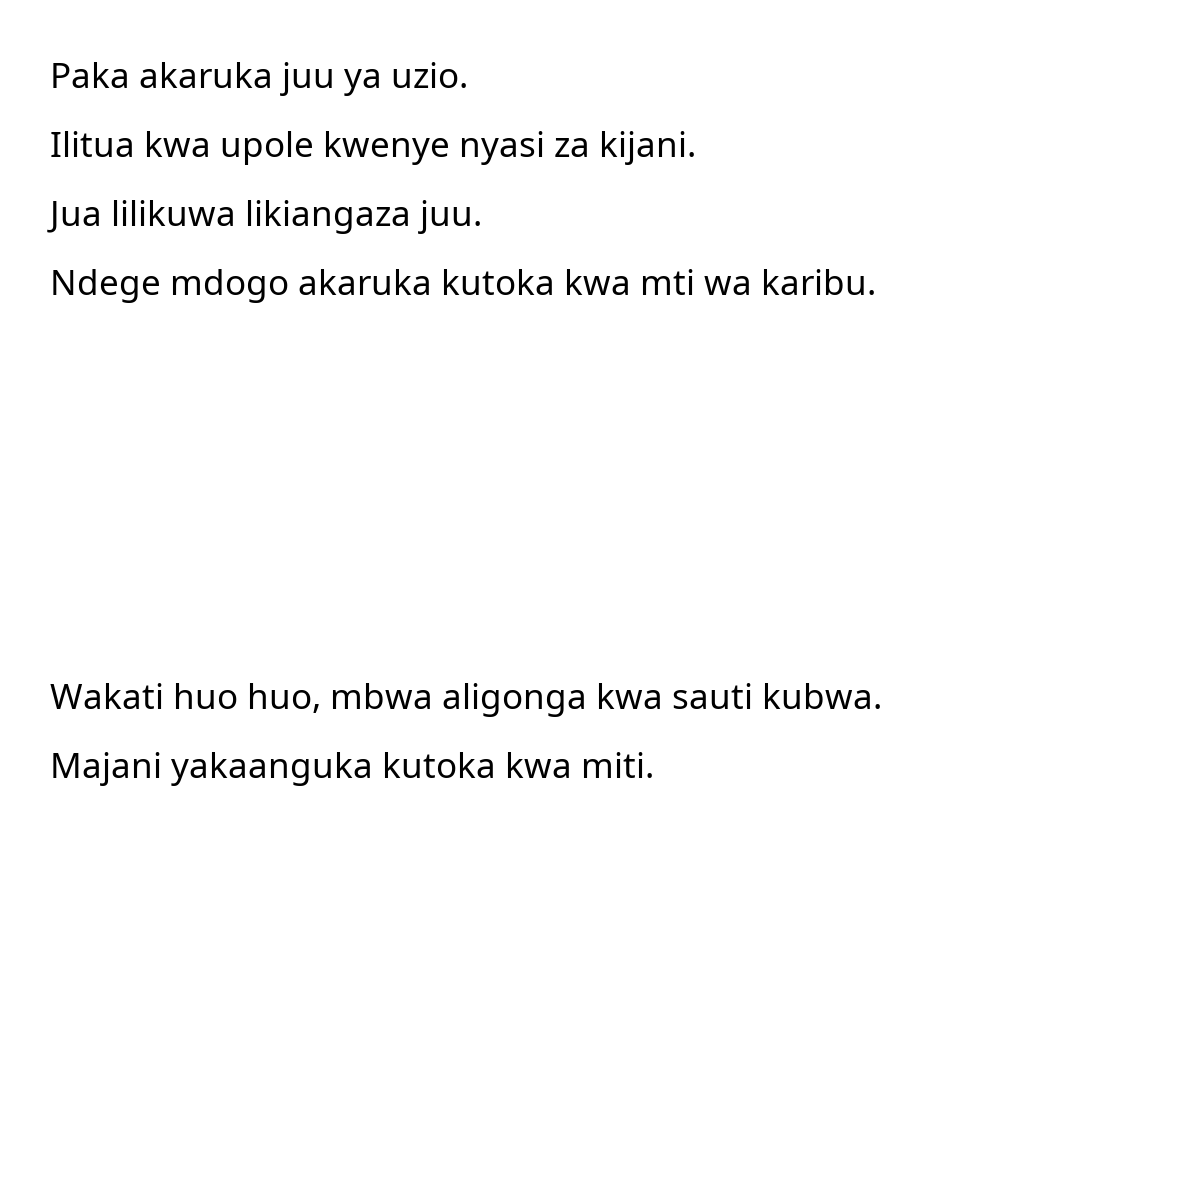 Paka akaruka juu ya uzio.
Ilitua kwa upole kwenye nyasi za kijani.
Jua lilikuwa likiangaza juu.
Ndege mdogo akaruka kutoka kwa mti wa karibu.
Wakati huo huo, mbwa aligonga kwa sauti kubwa.
Majani yakaanguka kutoka kwa miti.